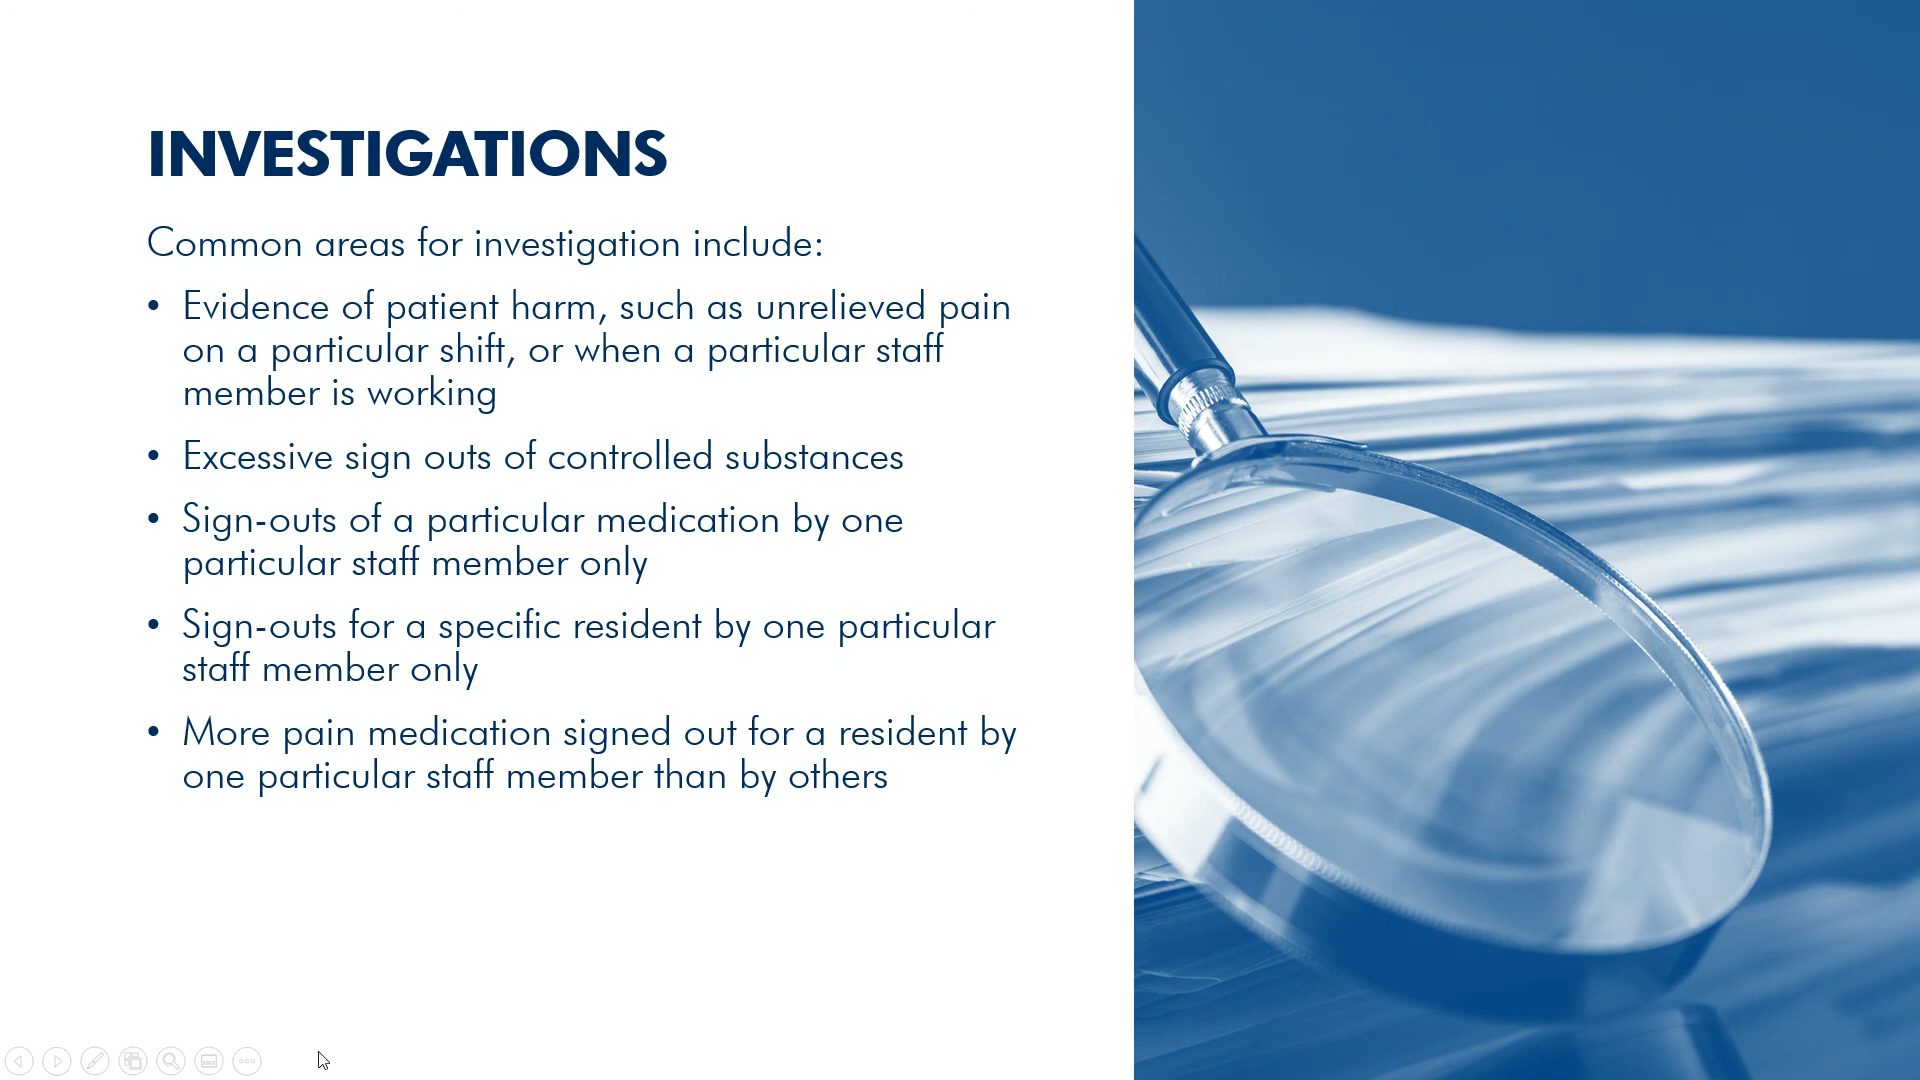 INVESTIGATIONS
Common areas for investigation include:
• Evidence of patient harm, such as unrelieved pain
on a particular shift, or when a particular staff
member is working
• Excessive sign outs of controlled substances
• Sign-outs of a particular medication by one
particular staff member only
• Sign-outs for a specific resident by one particular
staff member only
• More pain medication signed out for a resident by
one particular staff member than by others